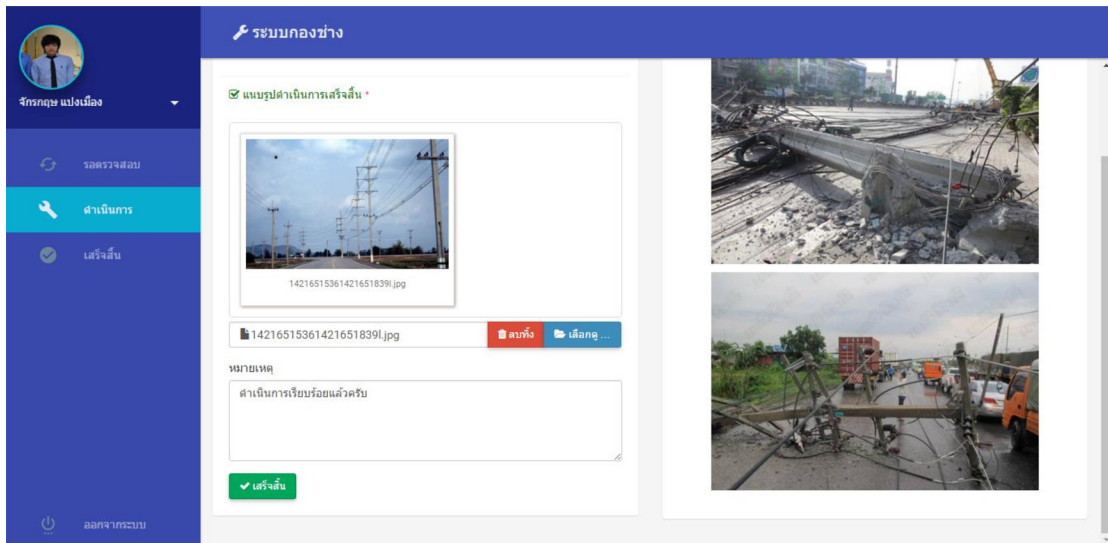 ระบบกองช่าง
จักรกฤษ แปงเมือง
รอตรวจสอบ
ดำเนินการ
เสร็จสิ้น
ออกจากระบบ
แนบรูปดำเนินการเสร็จสิ้น *
14216515361421651839l.jpg
14216515361421651839l.jpg
ลบทิ้ง
เลือกดู ...
หมายเหตุ
ดำเนินการเรียบร้อยแล้วครับ
เสร็จสิ้น